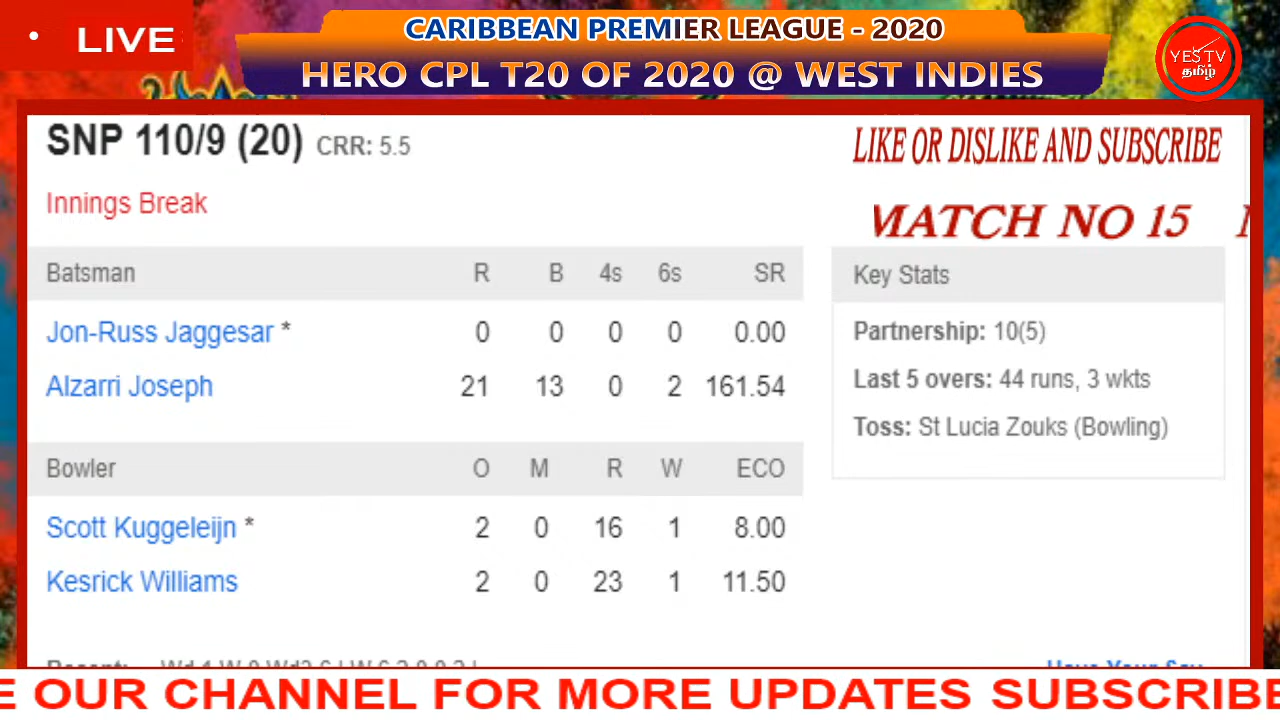 LIVE
CARIBBEAN PREMIER LEAGUE - 2020
HERO CPL T20 OF 2020 @ WEST INDIES
YES TV
தமிழ்
SNP 110/9 (20) CRR: 5.5
LIKE OR DISLIKE AND SUBSCRIBE
Innings Break
MATCH NO 15
Batsman R B 4s 6s SR
Jon-Russ Jaggesar * 0 0 0 0 0.00
Alzarri Joseph 21 13 0 2 161.54
Key Stats
Partnership: 10(5)
Last 5 overs: 44 runs, 3 wkts
Toss: St Lucia Zouks (Bowling)
Bowler O M R W ECO
Scott Kuggeleijn * 2 0 16 1 8.00
Kesrick Williams 2 0 23 1 11.50
Recent:
Have Your Say
E OUR CHANNEL FOR MORE UPDATES SUBSCRIBE